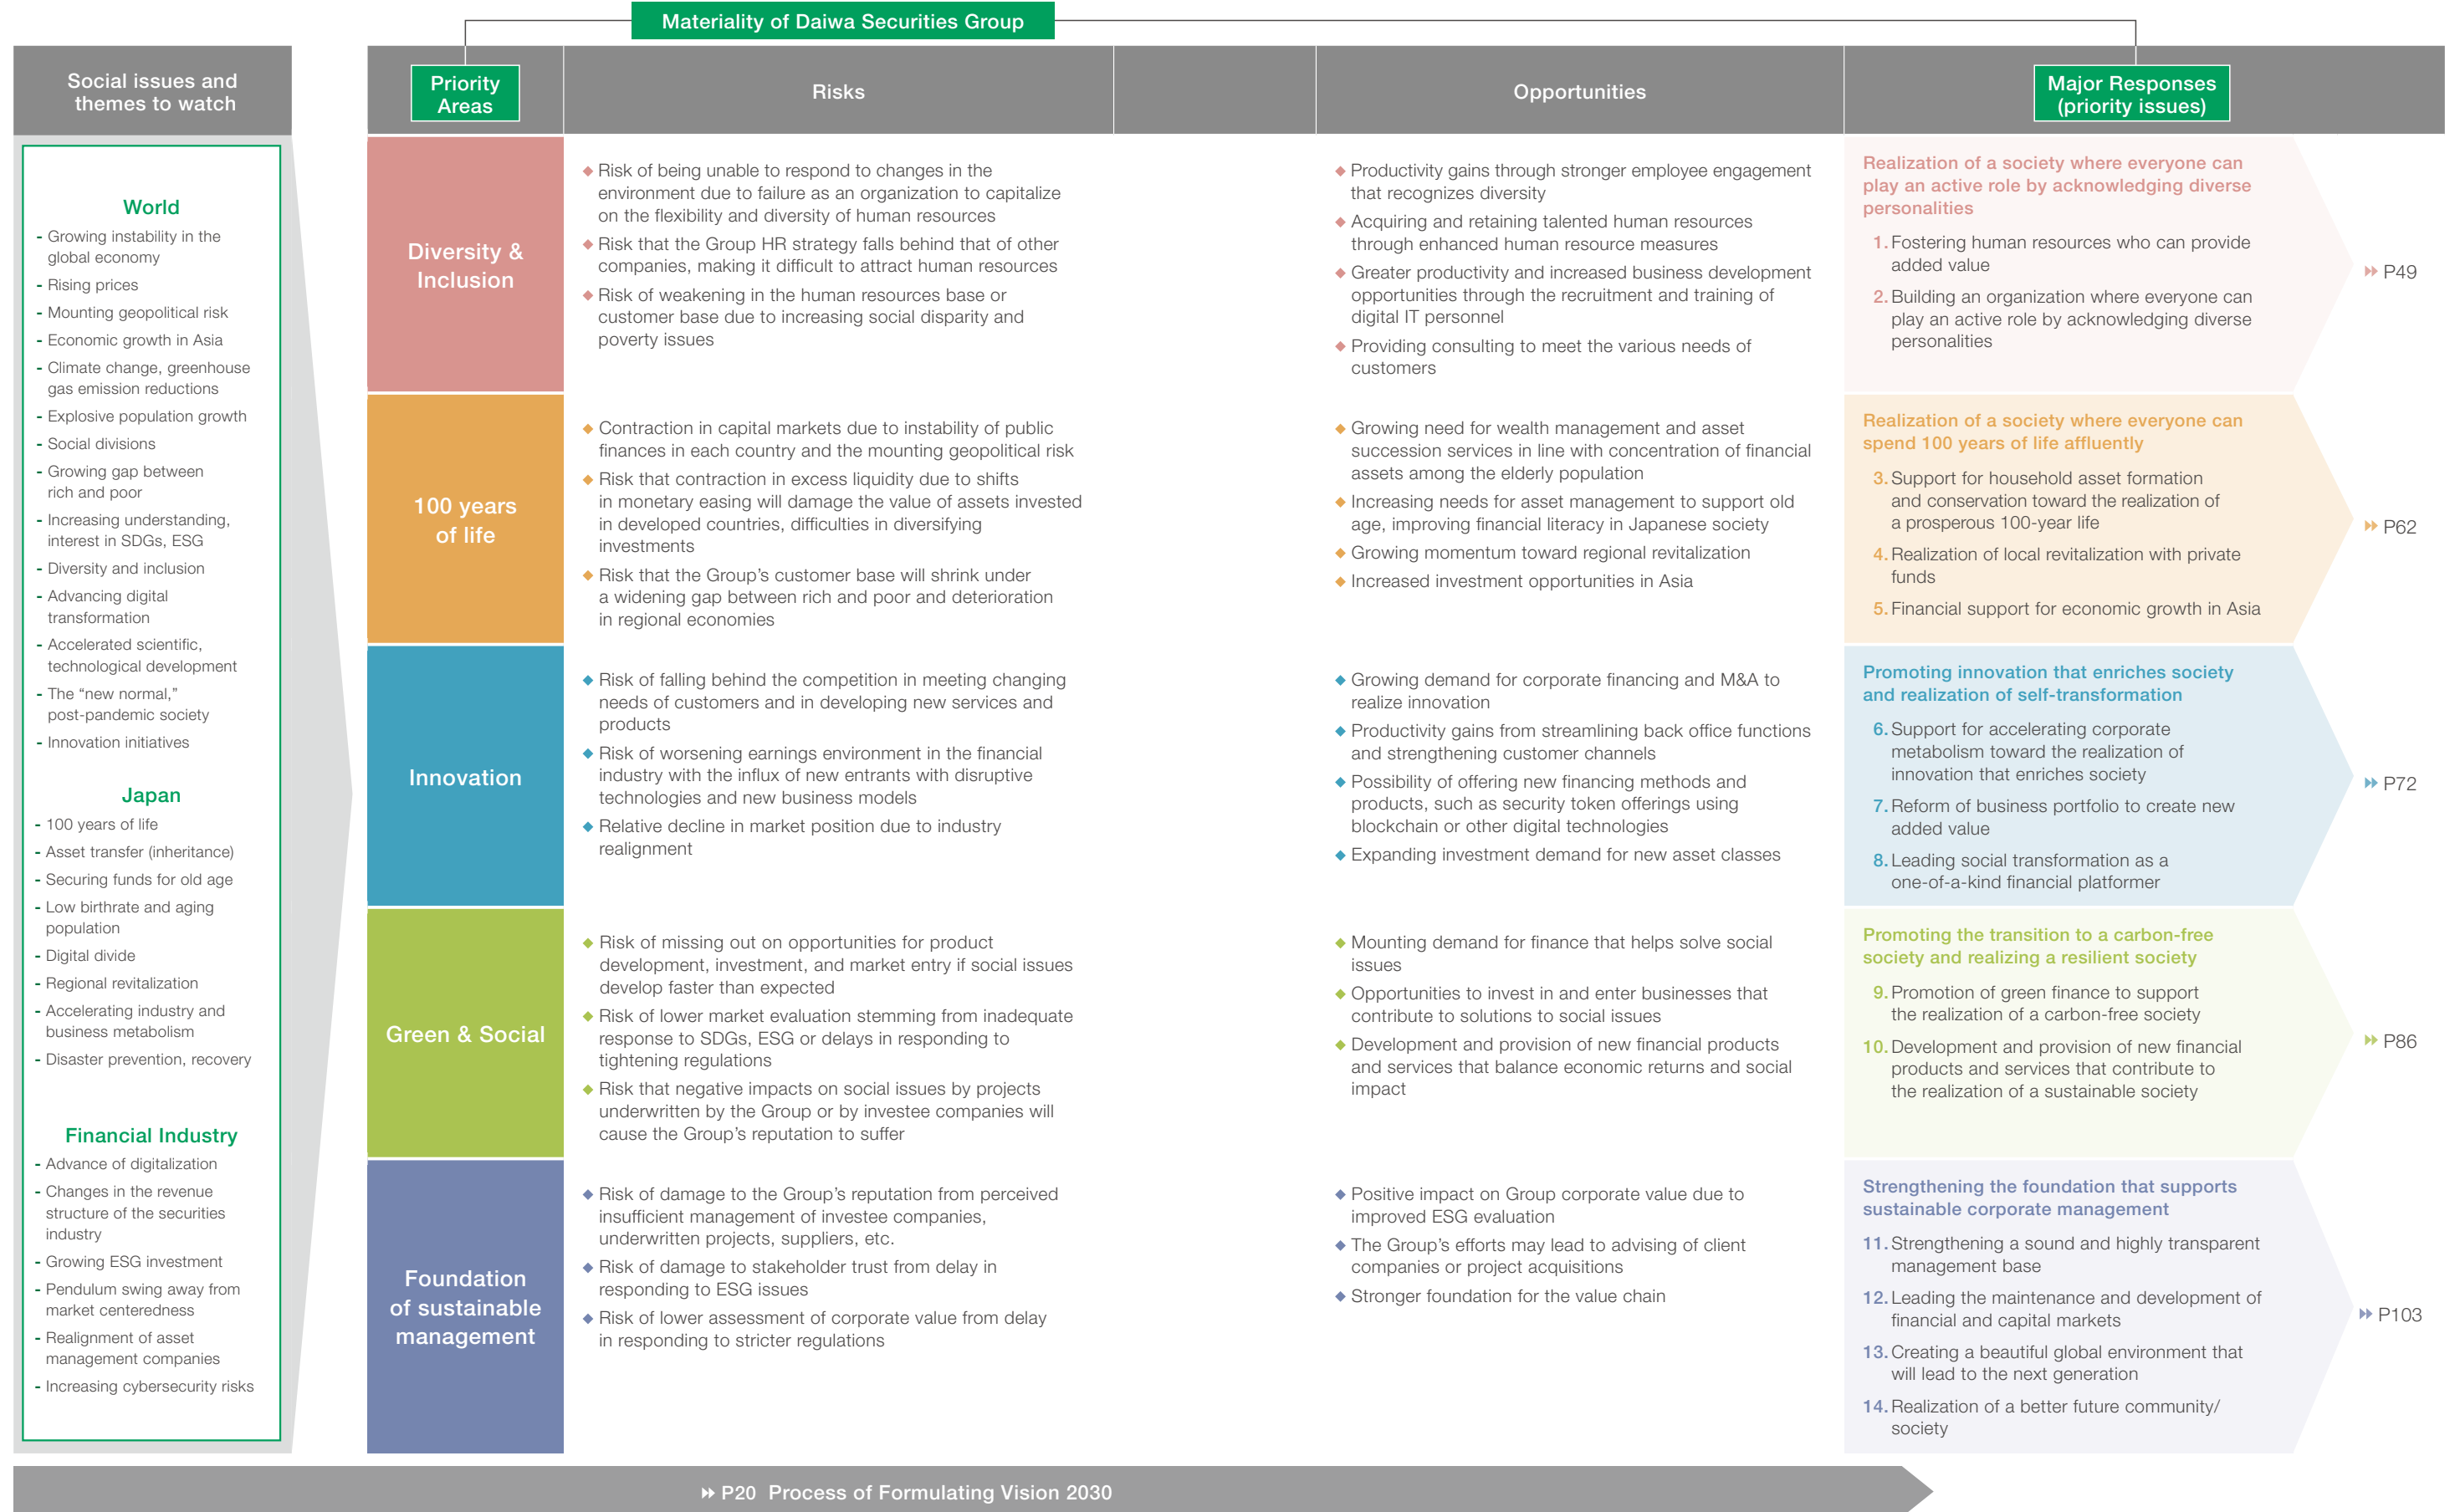 Materiality of Daiwa Securities Group
Social issues and
themes to watch
Priority
Areas
Risks
Opportunities
Major Responses
(priority issues)
World
- Growing instability in the
global economy
- Rising prices
- Mounting geopolitical risk
- Economic growth in Asia
- Climate change, greenhouse
gas emission reductions
- Explosive population growth
- Social divisions
- Growing gap between
rich and poor
- Increasing understanding,
interest in SDGs, ESG
- Diversity and inclusion
- Advancing digital
transformation
- Accelerated scientific,
technological development
- The “new normal,”
post-pandemic society
- Innovation initiatives
Japan
- 100 years of life
- Asset transfer (inheritance)
- Securing funds for old age
- Low birthrate and aging
population
- Digital divide
- Regional revitalization
- Accelerating industry and
business metabolism
- Disaster prevention, recovery
Financial Industry
- Advance of digitalization
- Changes in the revenue
structure of the securities
industry
- Growing ESG investment
- Pendulum swing away from
market centeredness
- Realignment of asset
management companies
- Increasing cybersecurity risks
Diversity &
Inclusion
◆ Risk of being unable to respond to changes in the
environment due to failure as an organization to capitalize
on the flexibility and diversity of human resources
◆ Risk that the Group HR strategy falls behind that of other
companies, making it difficult to attract human resources
◆ Risk of weakening in the human resources base or
customer base due to increasing social disparity and
poverty issues
◆ Productivity gains through stronger employee engagement
that recognizes diversity
◆ Acquiring and retaining talented human resources
through enhanced human resource measures
◆ Greater productivity and increased business development
opportunities through the recruitment and training of
digital IT personnel
◆ Providing consulting to meet the various needs of
customers
Realization of a society where everyone can
play an active role by acknowledging diverse
personalities
1. Fostering human resources who can provide
added value
2. Building an organization where everyone can
play an active role by acknowledging diverse
personalities
P49
100 years
of life
◆ Contraction in capital markets due to instability of public
finances in each country and the mounting geopolitical risk
◆ Risk that contraction in excess liquidity due to shifts
in monetary easing will damage the value of assets invested
in developed countries, difficulties in diversifying
investments
◆ Risk that the Group’s customer base will shrink under
a widening gap between rich and poor and deterioration
in regional economies
◆ Growing need for wealth management and asset
succession services in line with concentration of financial
assets among the elderly population
◆ Increasing needs for asset management to support old
age, improving financial literacy in Japanese society
◆ Growing momentum toward regional revitalization
◆ Increased investment opportunities in Asia
Realization of a society where everyone can
spend 100 years of life affluently
3. Support for household asset formation
and conservation toward the realization of
a prosperous 100-year life
4. Realization of local revitalization with private
funds
5. Financial support for economic growth in Asia
P62
Innovation
◆ Risk of falling behind the competition in meeting changing
needs of customers and in developing new services and
products
◆ Risk of worsening earnings environment in the financial
industry with the influx of new entrants with disruptive
technologies and new business models
◆ Relative decline in market position due to industry
realignment
◆ Growing demand for corporate financing and M&A to
realize innovation
◆ Productivity gains from streamlining back office functions
and strengthening customer channels
◆ Possibility of offering new financing methods and
products, such as security token offerings using
blockchain or other digital technologies
◆ Expanding investment demand for new asset classes
Promoting innovation that enriches society
and realization of self-transformation
6. Support for accelerating corporate
metabolism toward the realization of
innovation that enriches society
7. Reform of business portfolio to create new
added value
8. Leading social transformation as a
one-of-a-kind financial platformer
P72
Green & Social
◆ Risk of missing out on opportunities for product
development, investment, and market entry if social issues
develop faster than expected
◆ Risk of lower market evaluation stemming from inadequate
response to SDGs, ESG or delays in responding to
tightening regulations
◆ Risk that negative impacts on social issues by projects
underwritten by the Group or by investee companies will
cause the Group’s reputation to suffer
◆ Mounting demand for finance that helps solve social
issues
◆ Opportunities to invest in and enter businesses that
contribute to solutions to social issues
◆ Development and provision of new financial products
and services that balance economic returns and social
impact
Promoting the transition to a carbon-free
society and realizing a resilient society
9. Promotion of green finance to support
the realization of a carbon-free society
10. Development and provision of new financial
products and services that contribute to
the realization of a sustainable society
P86
Foundation
of sustainable
management
◆ Risk of damage to the Group’s reputation from perceived
insufficient management of investee companies,
underwritten projects, suppliers, etc.
◆ Risk of damage to stakeholder trust from delay in
responding to ESG issues
◆ Risk of lower assessment of corporate value from delay
in responding to stricter regulations
◆ Positive impact on Group corporate value due to
improved ESG evaluation
◆ The Group’s efforts may lead to advising of client
companies or project acquisitions
◆ Stronger foundation for the value chain
Strengthening the foundation that supports
sustainable corporate management
11. Strengthening a sound and highly transparent
management base
12. Leading the maintenance and development of
financial and capital markets
13. Creating a beautiful global environment that
will lead to the next generation
14. Realization of a better future community/
society
P103
P20 Process of Formulating Vision 2030